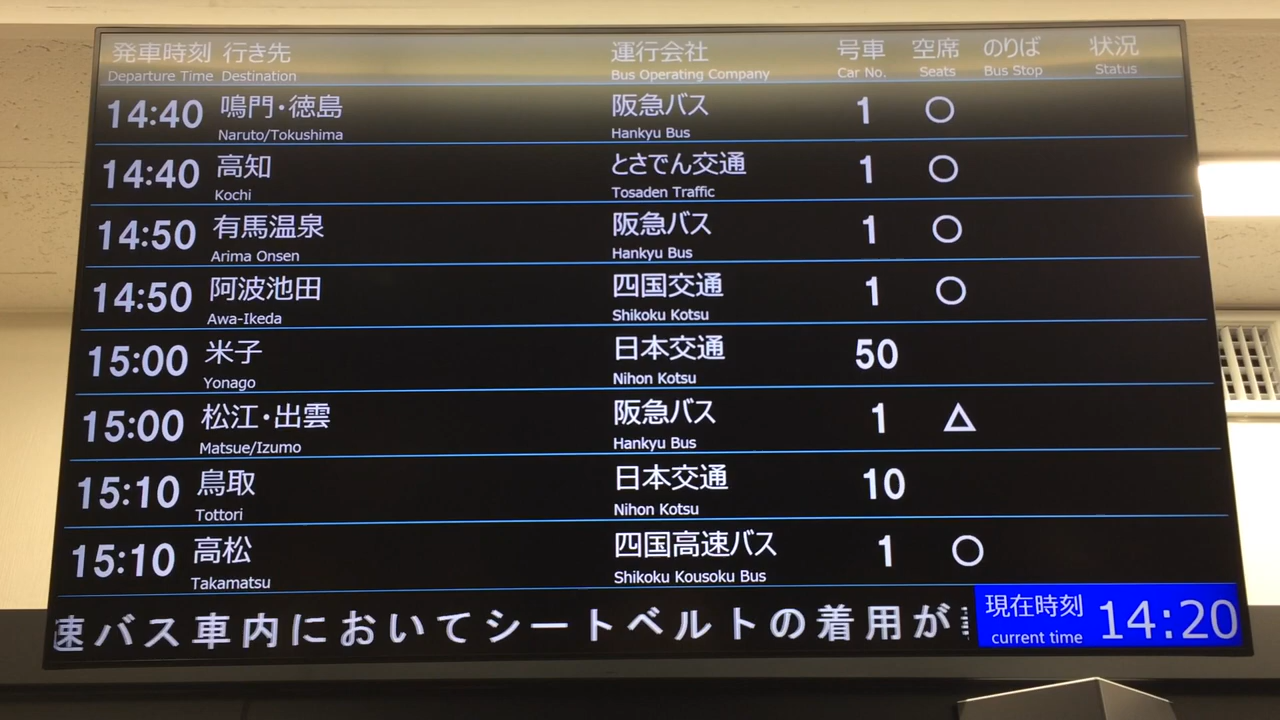 発車時刻 行き先 運行会社 号車 空席 のりば 状況
Departure Time Destination Bus Operating Company Car No. Seats Bus Stop Status
14:40 鳴門・徳島 阪急バス 1 ○
Naruto/Tokushima Hankyu Bus
14:40 高知 とさでん交通 1 ○
Kochi Tosaden Traffic
14:50 有馬温泉 阪急バス 1 ○
Arima Onsen Hankyu Bus
14:50 阿波池田 四国交通 1 ○
Awa-Ikeda Shikoku Kotsu
15:00 米子 日本交通 50
Yonago Nihon Kotsu
15:00 松江・出雲 阪急バス 1 △
Matsue/Izumo Hankyu Bus
15:10 鳥取 日本交通 10
Tottori Nihon Kotsu
15:10 高松 四国高速バス 1 ○
Takamatsu Shikoku Kousoku Bus
速バス車内においてシートベルトの着用が 現在時刻 14:20
current time